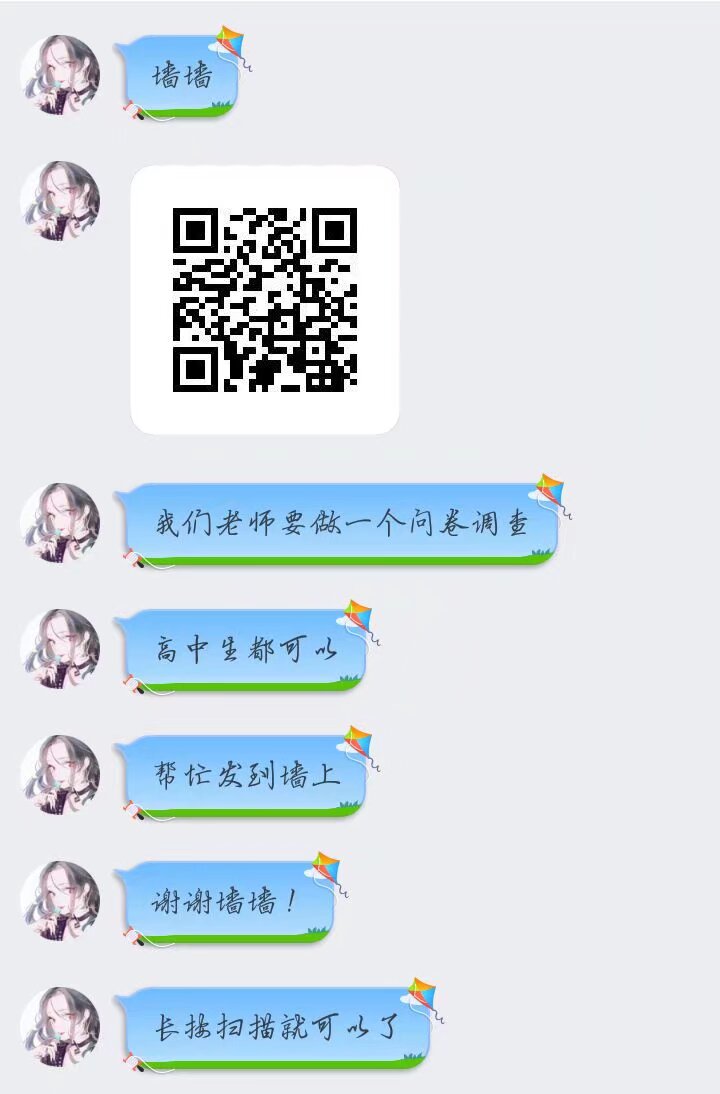 墙墙
我们老师要做一个问卷调查
高中生都可以
帮忙发到墙上
谢谢墙墙！
长按扫描就可以了